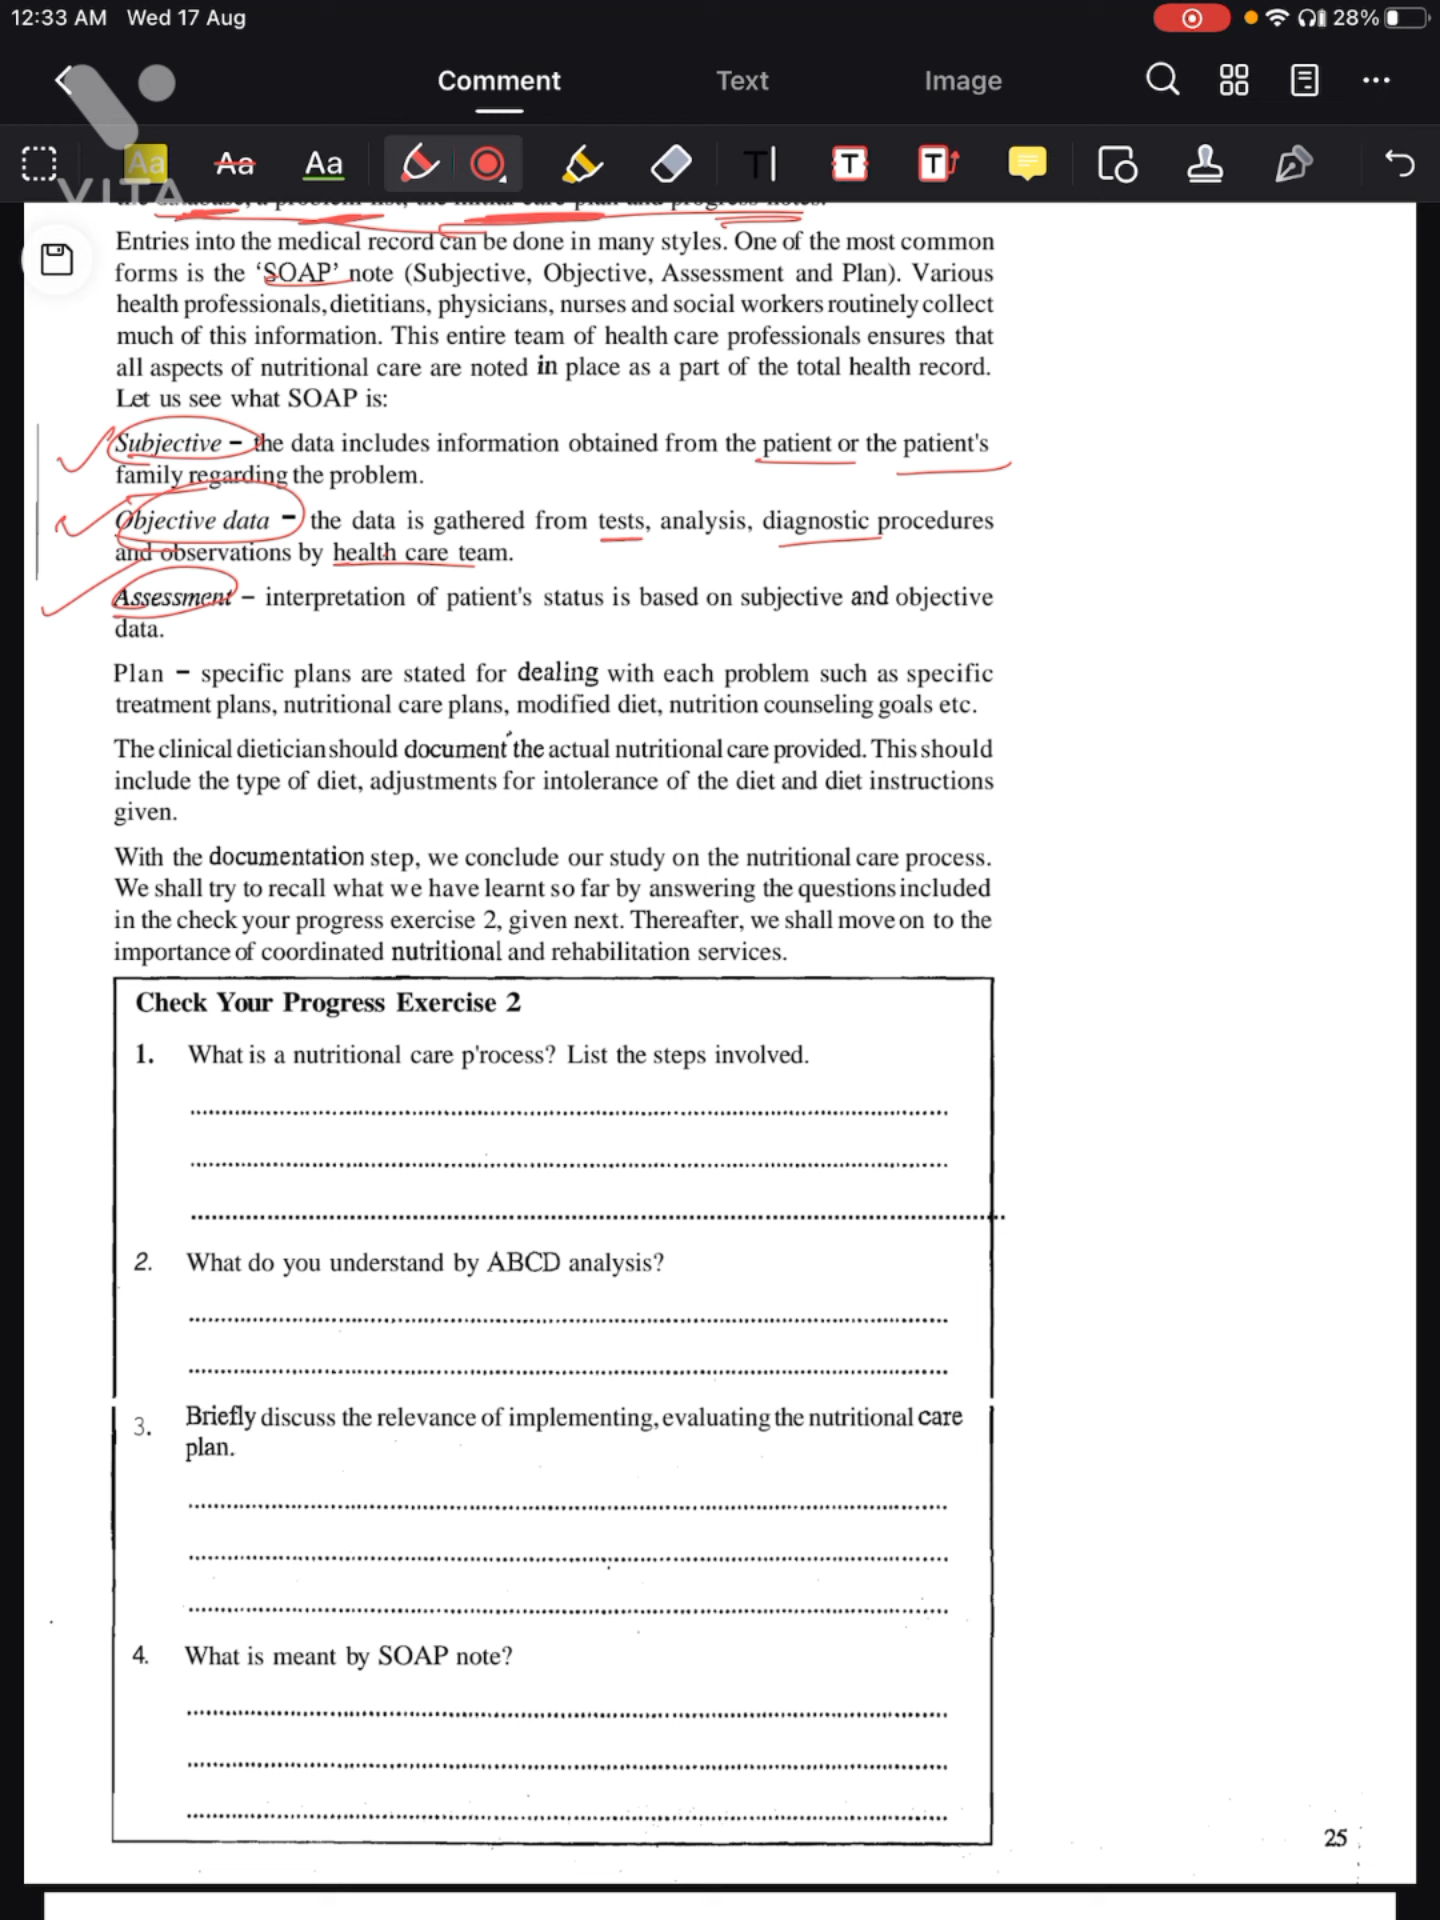 12:33 AM Wed 17 Aug
28%
Comment Text Image
Aa Aa Aa T T T
VITA
the database, a problem list, the initial care plan and progress notes.
Entries into the medical record can be done in many styles. One of the most common
forms is the ‘SOAP’ note (Subjective, Objective, Assessment and Plan). Various
health professionals, dietitians, physicians, nurses and social workers routinely collect
much of this information. This entire team of health care professionals ensures that
all aspects of nutritional care are noted in place as a part of the total health record.
Let us see what SOAP is:
Subjective – the data includes information obtained from the patient or the patient's
family regarding the problem.
Objective data – the data is gathered from tests, analysis, diagnostic procedures
and observations by health care team.
Assessment – interpretation of patient's status is based on subjective and objective
data.
Plan – specific plans are stated for dealing with each problem such as specific
treatment plans, nutritional care plans, modified diet, nutrition counseling goals etc.
The clinical dietician should document the actual nutritional care provided. This should
include the type of diet, adjustments for intolerance of the diet and diet instructions
given.
With the documentation step, we conclude our study on the nutritional care process.
We shall try to recall what we have learnt so far by answering the questions included
in the check your progress exercise 2, given next. Thereafter, we shall move on to the
importance of coordinated nutritional and rehabilitation services.
Check Your Progress Exercise 2
1. What is a nutritional care p'rocess? List the steps involved.
2. What do you understand by ABCD analysis?
3. Briefly discuss the relevance of implementing, evaluating the nutritional care
plan.
4. What is meant by SOAP note?
25